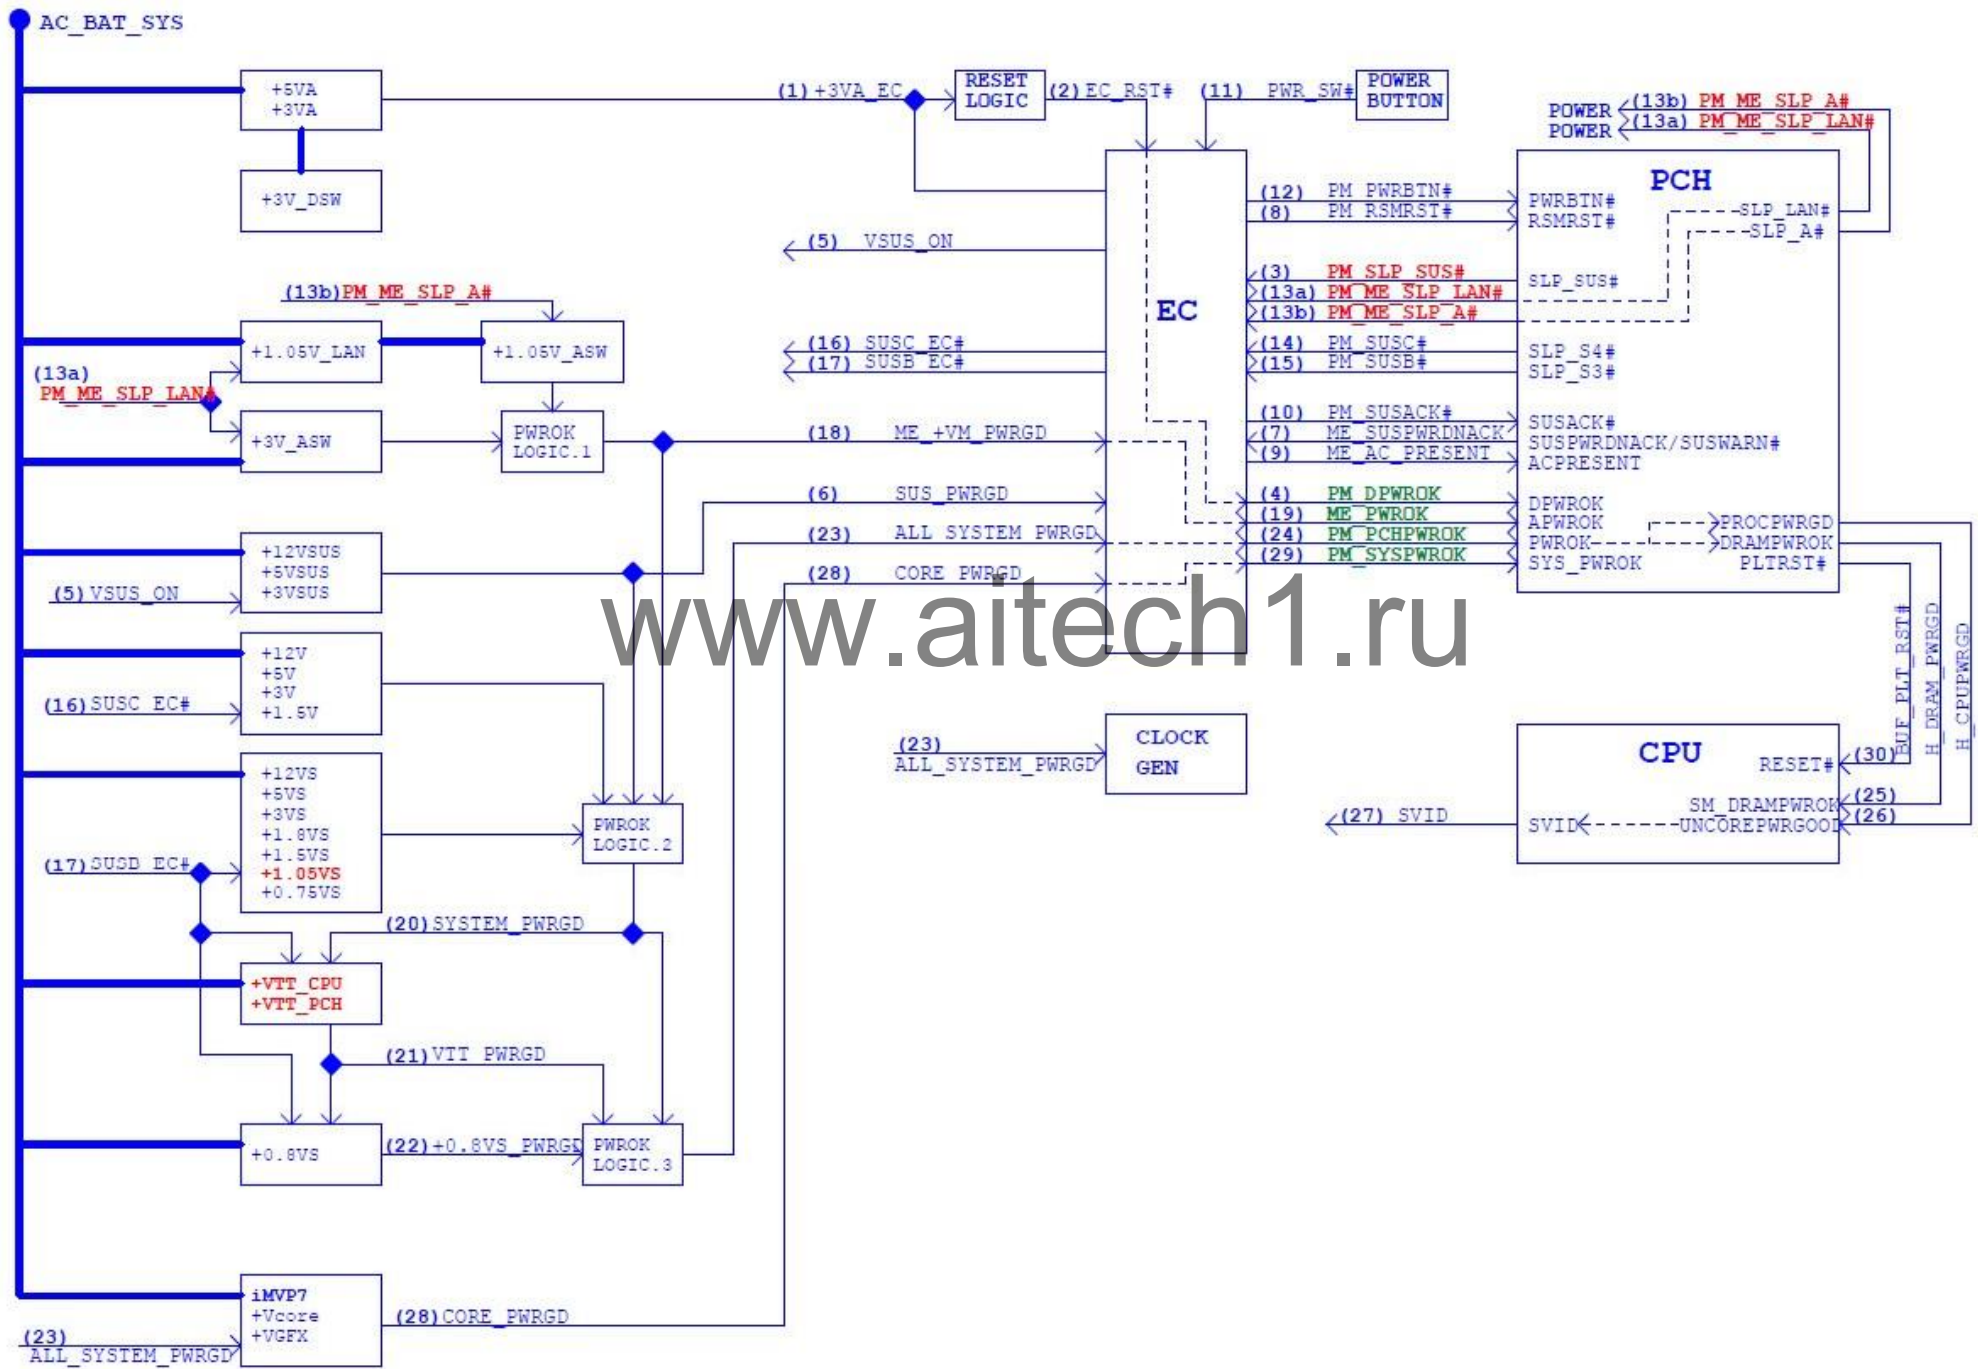 AC_BAT_SYS
+5VA
+3VA
+3V_DSW
(1) +3VA_EC
RESET
LOGIC
(2) EC_RST#
(11) PWR_SW#
POWER
BUTTON
POWER (13b) PM_ME_SLP_A#
POWER (13a) PM_ME_SLP_LAN#
PCH
(12) PM_PWRBTN#
PWRBTN#
(8) PM_RSMRST#
RSMRST#
SLP_LAN#
SLP_A#
(5) VSUS_ON
EC
(3) PM_SLP_SUS#
SLP_SUS#
(13a) PM_ME_SLP_LAN#
(13b) PM_ME_SLP_A#
(13b) PM_ME_SLP_A#
+1.05V_LAN
+1.05V_ASW
(16) SUSC_EC#
(17) SUSB_EC#
(14) PM_SUSC#
SLP_S4#
(15) PM_SUSB#
SLP_S3#
(13a)
PM_ME_SLP_LAN#
+3V_ASW
PWROK
LOGIC.1
(18) ME_+VM_PWRGD
(10) PM_SUSACK#
SUSACK#
(7) ME_SUSPWRDNACK
SUSPWRDNACK/SUSWARN#
(9) ME_AC_PRESENT
ACPRESENT
(6) SUS_PWRGD
(4) PM_DPWROK
DPWROK
(19) ME_PWROK
APWROK
PROCPWRGD
(23) ALL_SYSTEM_PWRGD
(24) PM_PCHPWROK
PWROK
DRAMPWROK
(29) PM_SYSPWROK
SYS_PWROK
PLTRST#
(28) CORE_PWRGD
+12VSUS
+5VSUS
+3VSUS
(5) VSUS_ON
www.aitech1.ru
BUF_PLT_RST#
H_DRAM_PWRGD
H_CPUPWRGD
+12V
+5V
+3V
+1.5V
(16) SUSC_EC#
(23)
ALL_SYSTEM_PWRGD
CLOCK
GEN
CPU
RESET#
(30)
SM_DRAMPWROK
(25)
UNCOREPWRGOOD
(26)
SVID
(27) SVID
+12VS
+5VS
+3VS
+1.8VS
+1.5VS
+1.05VS
+0.75VS
(17) SUSB_EC#
PWROK
LOGIC.2
(20) SYSTEM_PWRGD
+VTT_CPU
+VTT_PCH
(21) VTT_PWRGD
+0.8VS
(22) +0.8VS_PWRGD
PWROK
LOGIC.3
iMVP7
+Vcore
+VGFX
(28) CORE_PWRGD
(23)
ALL_SYSTEM_PWRGD